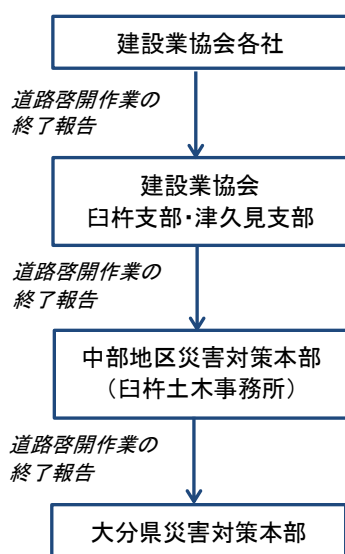 建設業協会各社
道路啓開作業の
終了報告
建設業協会
臼杵支部・津久見支部
道路啓開作業の
終了報告
中部地区災害対策本部
（臼杵土木事務所）
道路啓開作業の
終了報告
大分県災害対策本部